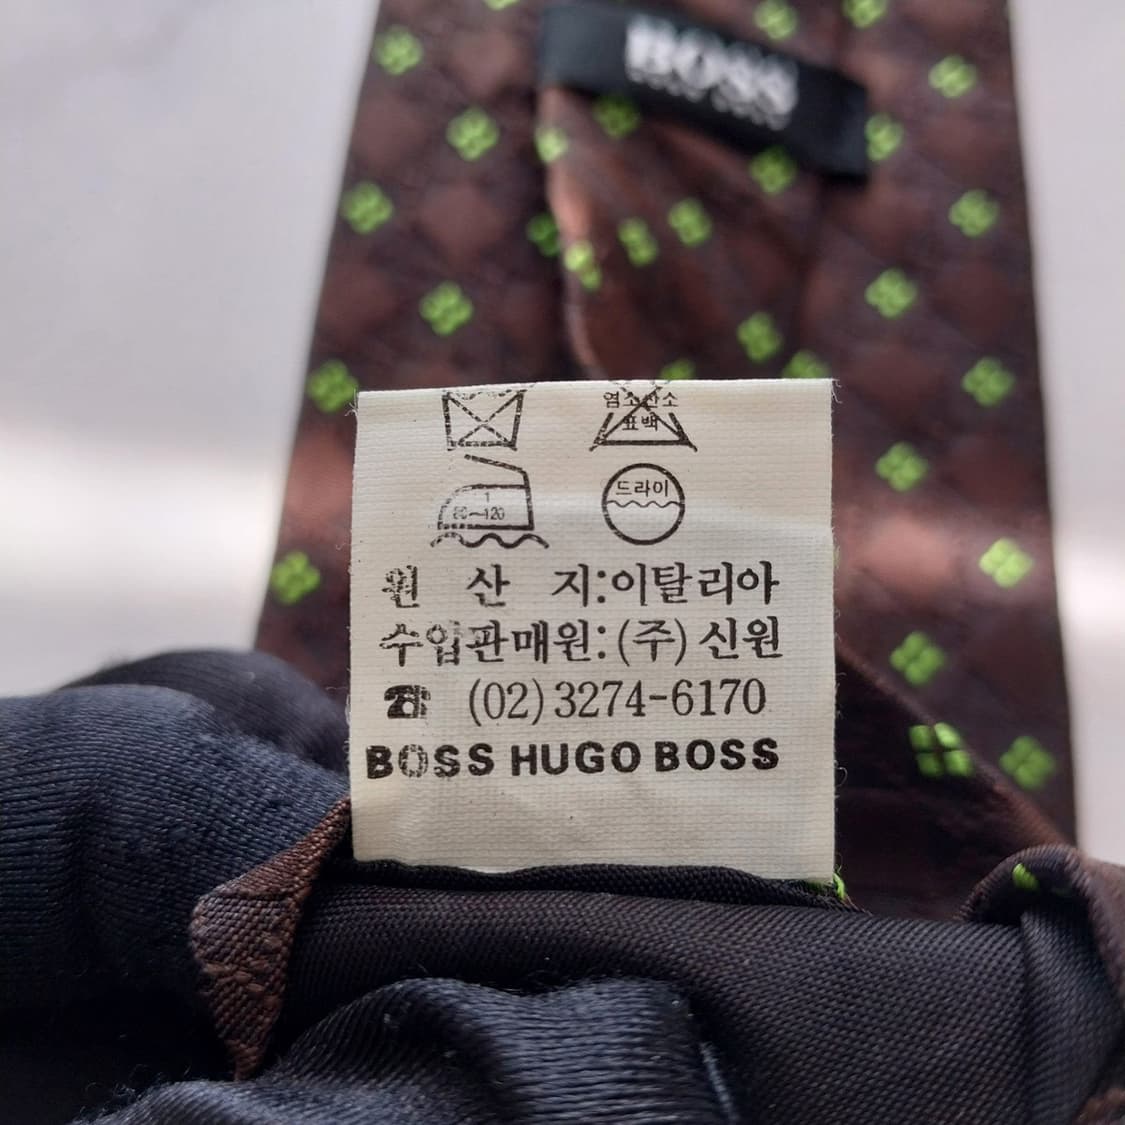 BOSS
염소산소
표백
1
80~120
드라이
원 산 지:이탈리아
수입판매원:(주) 신원
☎ (02)3274-6170
BOSS HUGO BOSS